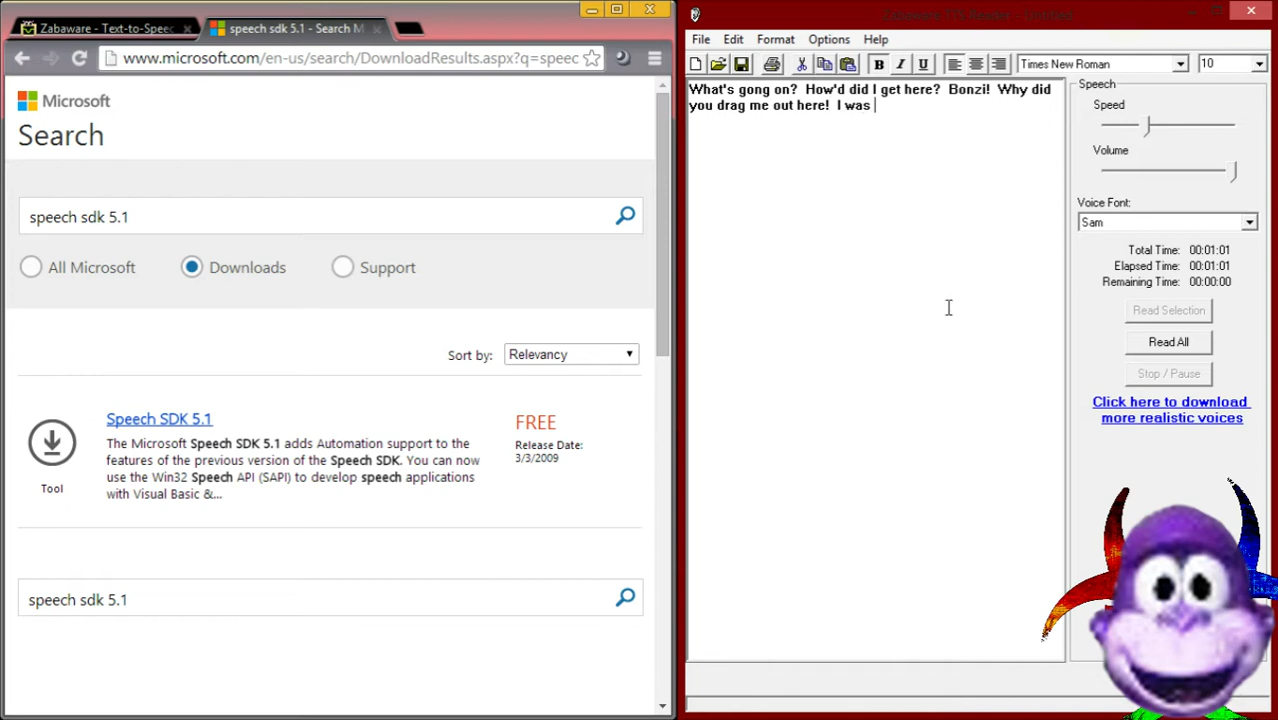 Zabaware - Text-to-Speec
speech sdk 5.1 - Search M
www.microsoft.com/en-us/search/DownloadResults.aspx?q=speec
Microsoft
Search
speech sdk 5.1
All Microsoft
Downloads
Support
Sort by:
Relevancy
Speech SDK 5.1
The Microsoft Speech SDK 5.1 adds Automation support to the
features of the previous version of the Speech SDK. You can now
use the Win32 Speech API (SAPI) to develop speech applications
with Visual Basic &...
Tool
FREE
Release Date:
3/3/2009
speech sdk 5.1
Zabaware TTS Reader - Untitled
File Edit Format Options Help
B I U
Times New Roman
10
What's gong on? How'd did I get here? Bonzi! Why did
you drag me out here! I was
Speech
Speed
Volume
Voice Font:
Sam
Total Time: 00:01:01
Elapsed Time: 00:01:01
Remaining Time: 00:00:00
Read Selection
Read All
Stop / Pause
Click here to download
more realistic voices